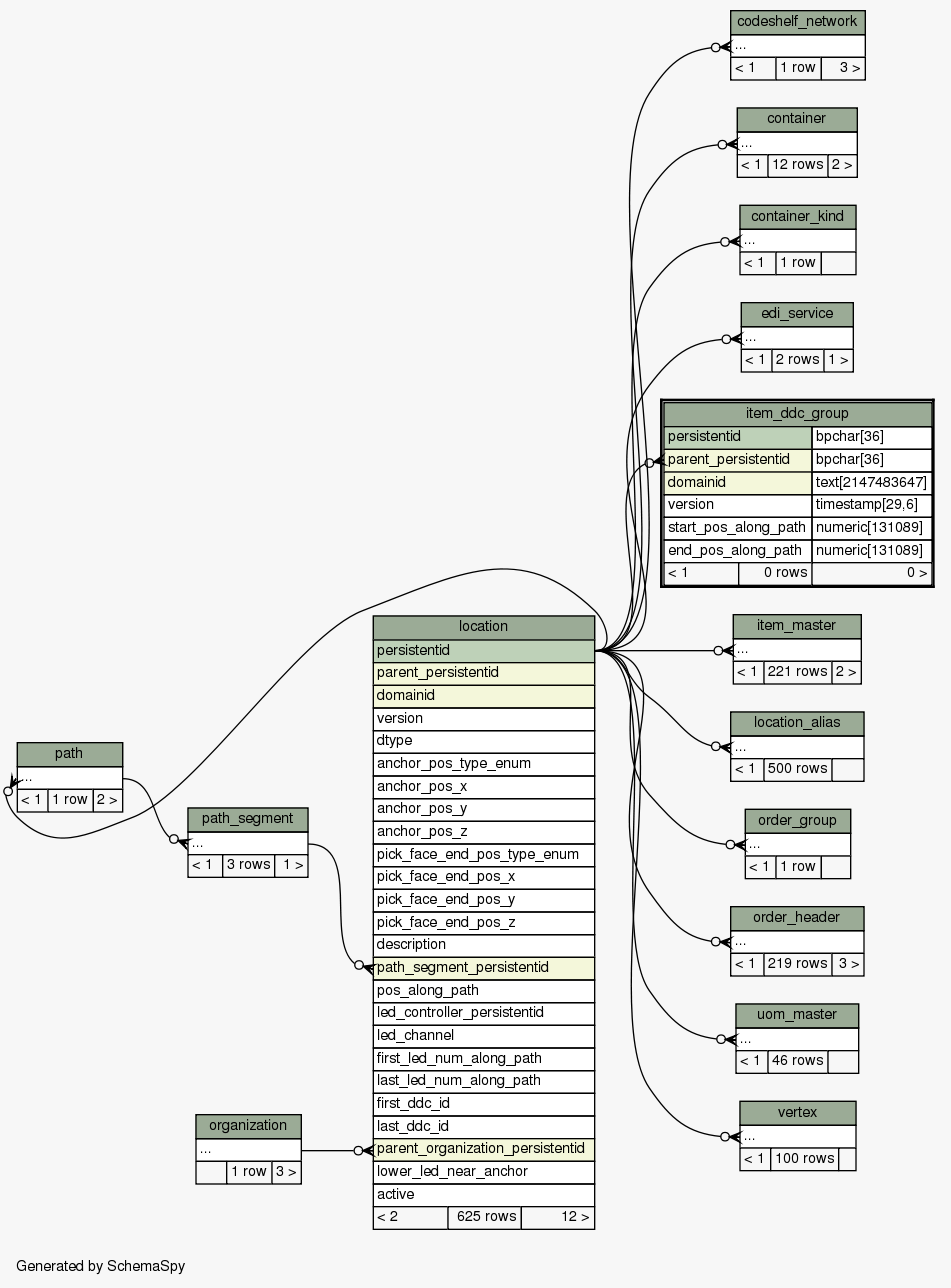 codeshelf_network
...
< 1 1 row 3 >
container
...
< 1 12 rows 2 >
container_kind
...
< 1 1 row
edi_service
...
< 1 2 rows 1 >
item_ddc_group
persistentid bpchar[36]
parent_persistentid bpchar[36]
domainid text[2147483647]
version timestamp[29,6]
start_pos_along_path numeric[131089]
end_pos_along_path numeric[131089]
< 1 0 rows 0 >
item_master
...
< 1 221 rows 2 >
location_alias
...
< 1 500 rows
order_group
...
< 1 1 row
order_header
...
< 1 219 rows 3 >
uom_master
...
< 1 46 rows
vertex
...
< 1 100 rows
location
persistentid
parent_persistentid
domainid
version
dtype
anchor_pos_type_enum
anchor_pos_x
anchor_pos_y
anchor_pos_z
pick_face_end_pos_type_enum
pick_face_end_pos_x
pick_face_end_pos_y
pick_face_end_pos_z
description
path_segment_persistentid
pos_along_path
led_controller_persistentid
led_channel
first_led_num_along_path
last_led_num_along_path
first_ddc_id
last_ddc_id
parent_organization_persistentid
lower_led_near_anchor
active
< 2 625 rows 12 >
path
...
< 1 1 row 2 >
path_segment
...
< 1 3 rows 1 >
organization
...
1 row 3 >
Generated by SchemaSpy